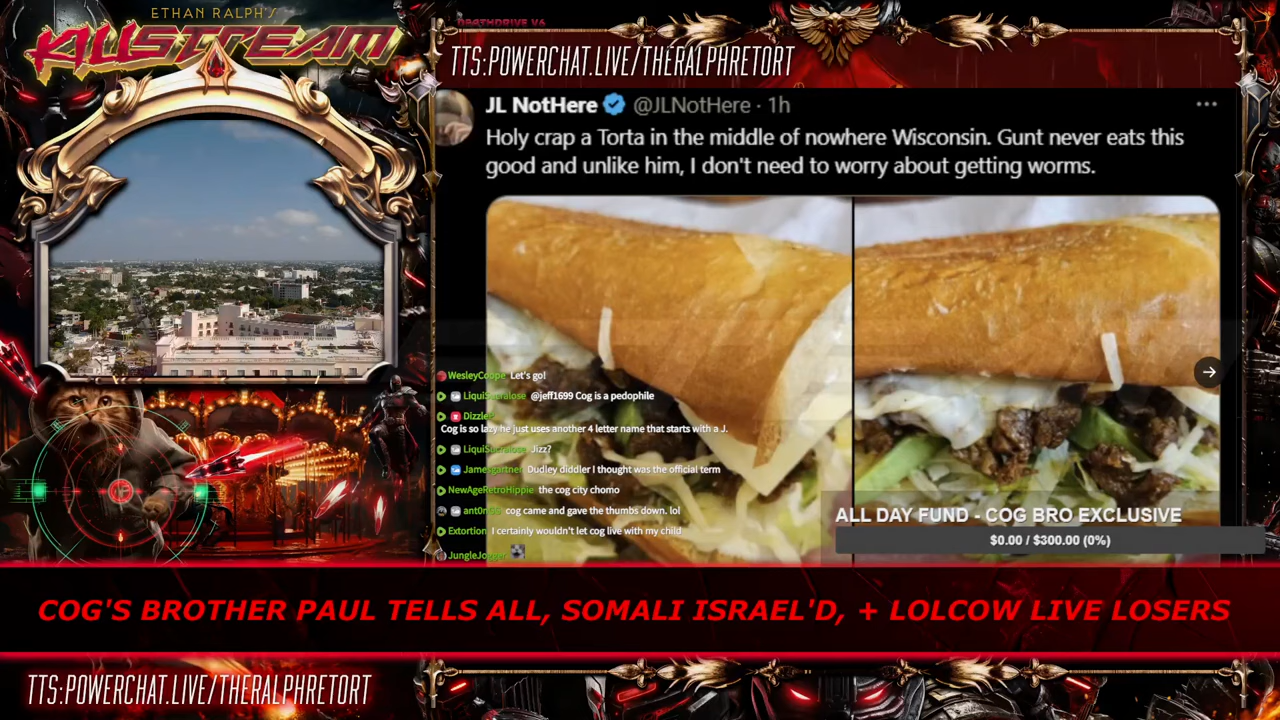 ETHAN RALPH'S
KILLSTREAM
DEATHDRIVE V6
TTS:POWERCHAT.LIVE/THERALPHRETORT
JL NotHere @JLNotHere · 1h
Holy crap a Torta in the middle of nowhere Wisconsin. Gunt never eats this
good and unlike him, I don't need to worry about getting worms.
WesleyCoope Let's go!
@jeff1699 Cog is a pedophile
Cog is so lazy he just uses another 4 letter name that starts with a J.
Jizz?
Dudley diddler I thought was the official term
NewAgeRetroHippie the cog city chomo
cog came and gave the thumbs down. lol
Extortion I certainly wouldn't let cog live with my child
JungleJogger
ALL DAY FUND - COG BRO EXCLUSIVE
$0.00 / $300.00 (0%)
COG'S BROTHER PAUL TELLS ALL, SOMALI ISRAEL'D, + LOLCOW LIVE LOSERS
TTS:POWERCHAT.LIVE/THERALPHRETORT